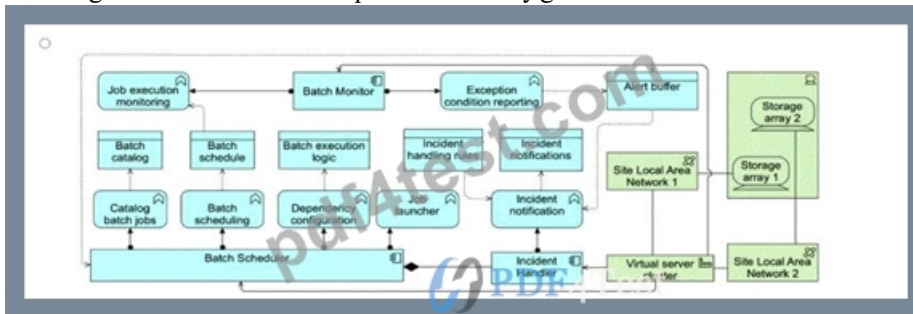 Job execution
monitoring
Batch Monitor
Exception
condition reporting
Alert buffer
Storage
array 2
Batch
catalog
Batch
schedule
Batch execution
logic
Incident
handling rules
Incident
notifications
Site Local Area
Network 1
Storage
array 1
Catalog
batch jobs
Batch
scheduling
Dependency
configuration
Job
launcher
Incident
notification
Batch Scheduler
Incident
Handler
Virtual server
cluster
Site Local Area
Network 2
pdf4test.com